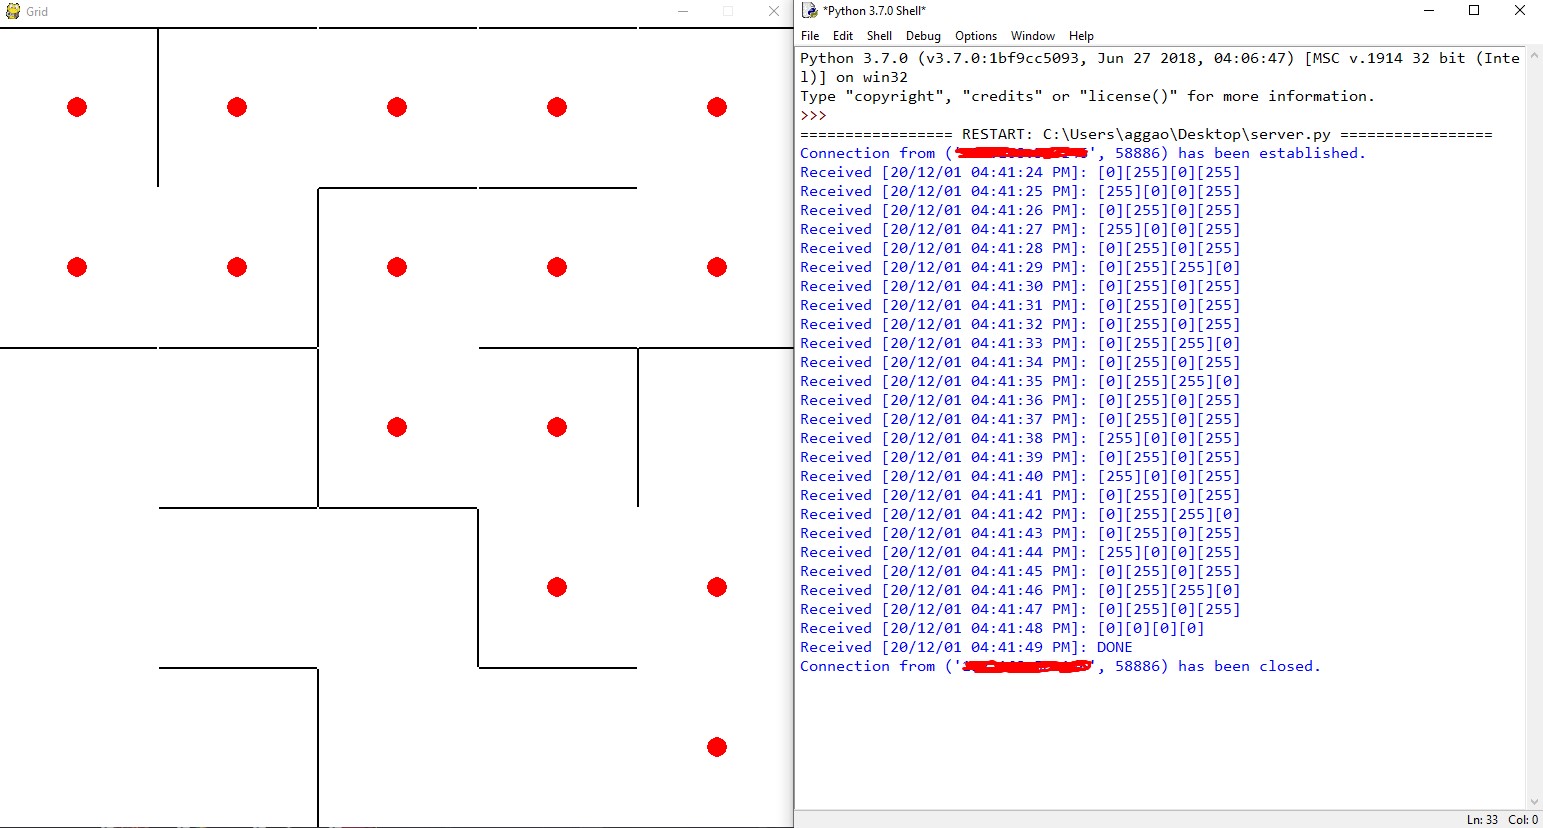 Grid
*Python 3.7.0 Shell*
File Edit Shell Debug Options Window Help
Python 3.7.0 (v3.7.0:1bf9cc5093, Jun 27 2018, 04:06:47) [MSC v.1914 32 bit (Inte
l)] on win32
Type "copyright", "credits" or "license()" for more information.
>>>
================= RESTART: C:\Users\aggao\Desktop\server.py =================
Connection from (' ', 58886) has been established.
Received [20/12/01 04:41:24 PM]: [0][255][0][255]
Received [20/12/01 04:41:25 PM]: [255][0][0][255]
Received [20/12/01 04:41:26 PM]: [0][255][0][255]
Received [20/12/01 04:41:27 PM]: [255][0][0][255]
Received [20/12/01 04:41:28 PM]: [0][255][0][255]
Received [20/12/01 04:41:29 PM]: [0][255][255][0]
Received [20/12/01 04:41:30 PM]: [0][255][0][255]
Received [20/12/01 04:41:31 PM]: [0][255][0][255]
Received [20/12/01 04:41:32 PM]: [0][255][0][255]
Received [20/12/01 04:41:33 PM]: [0][255][255][0]
Received [20/12/01 04:41:34 PM]: [0][255][0][255]
Received [20/12/01 04:41:35 PM]: [0][255][255][0]
Received [20/12/01 04:41:36 PM]: [0][255][0][255]
Received [20/12/01 04:41:37 PM]: [0][255][0][255]
Received [20/12/01 04:41:38 PM]: [255][0][0][255]
Received [20/12/01 04:41:39 PM]: [0][255][0][255]
Received [20/12/01 04:41:40 PM]: [255][0][0][255]
Received [20/12/01 04:41:41 PM]: [0][255][0][255]
Received [20/12/01 04:41:42 PM]: [0][255][255][0]
Received [20/12/01 04:41:43 PM]: [0][255][0][255]
Received [20/12/01 04:41:44 PM]: [255][0][0][255]
Received [20/12/01 04:41:45 PM]: [0][255][0][255]
Received [20/12/01 04:41:46 PM]: [0][255][255][0]
Received [20/12/01 04:41:47 PM]: [0][255][0][255]
Received [20/12/01 04:41:48 PM]: [0][0][0][0]
Received [20/12/01 04:41:49 PM]: DONE
Connection from (' ', 58886) has been closed.
Ln: 33 Col: 0